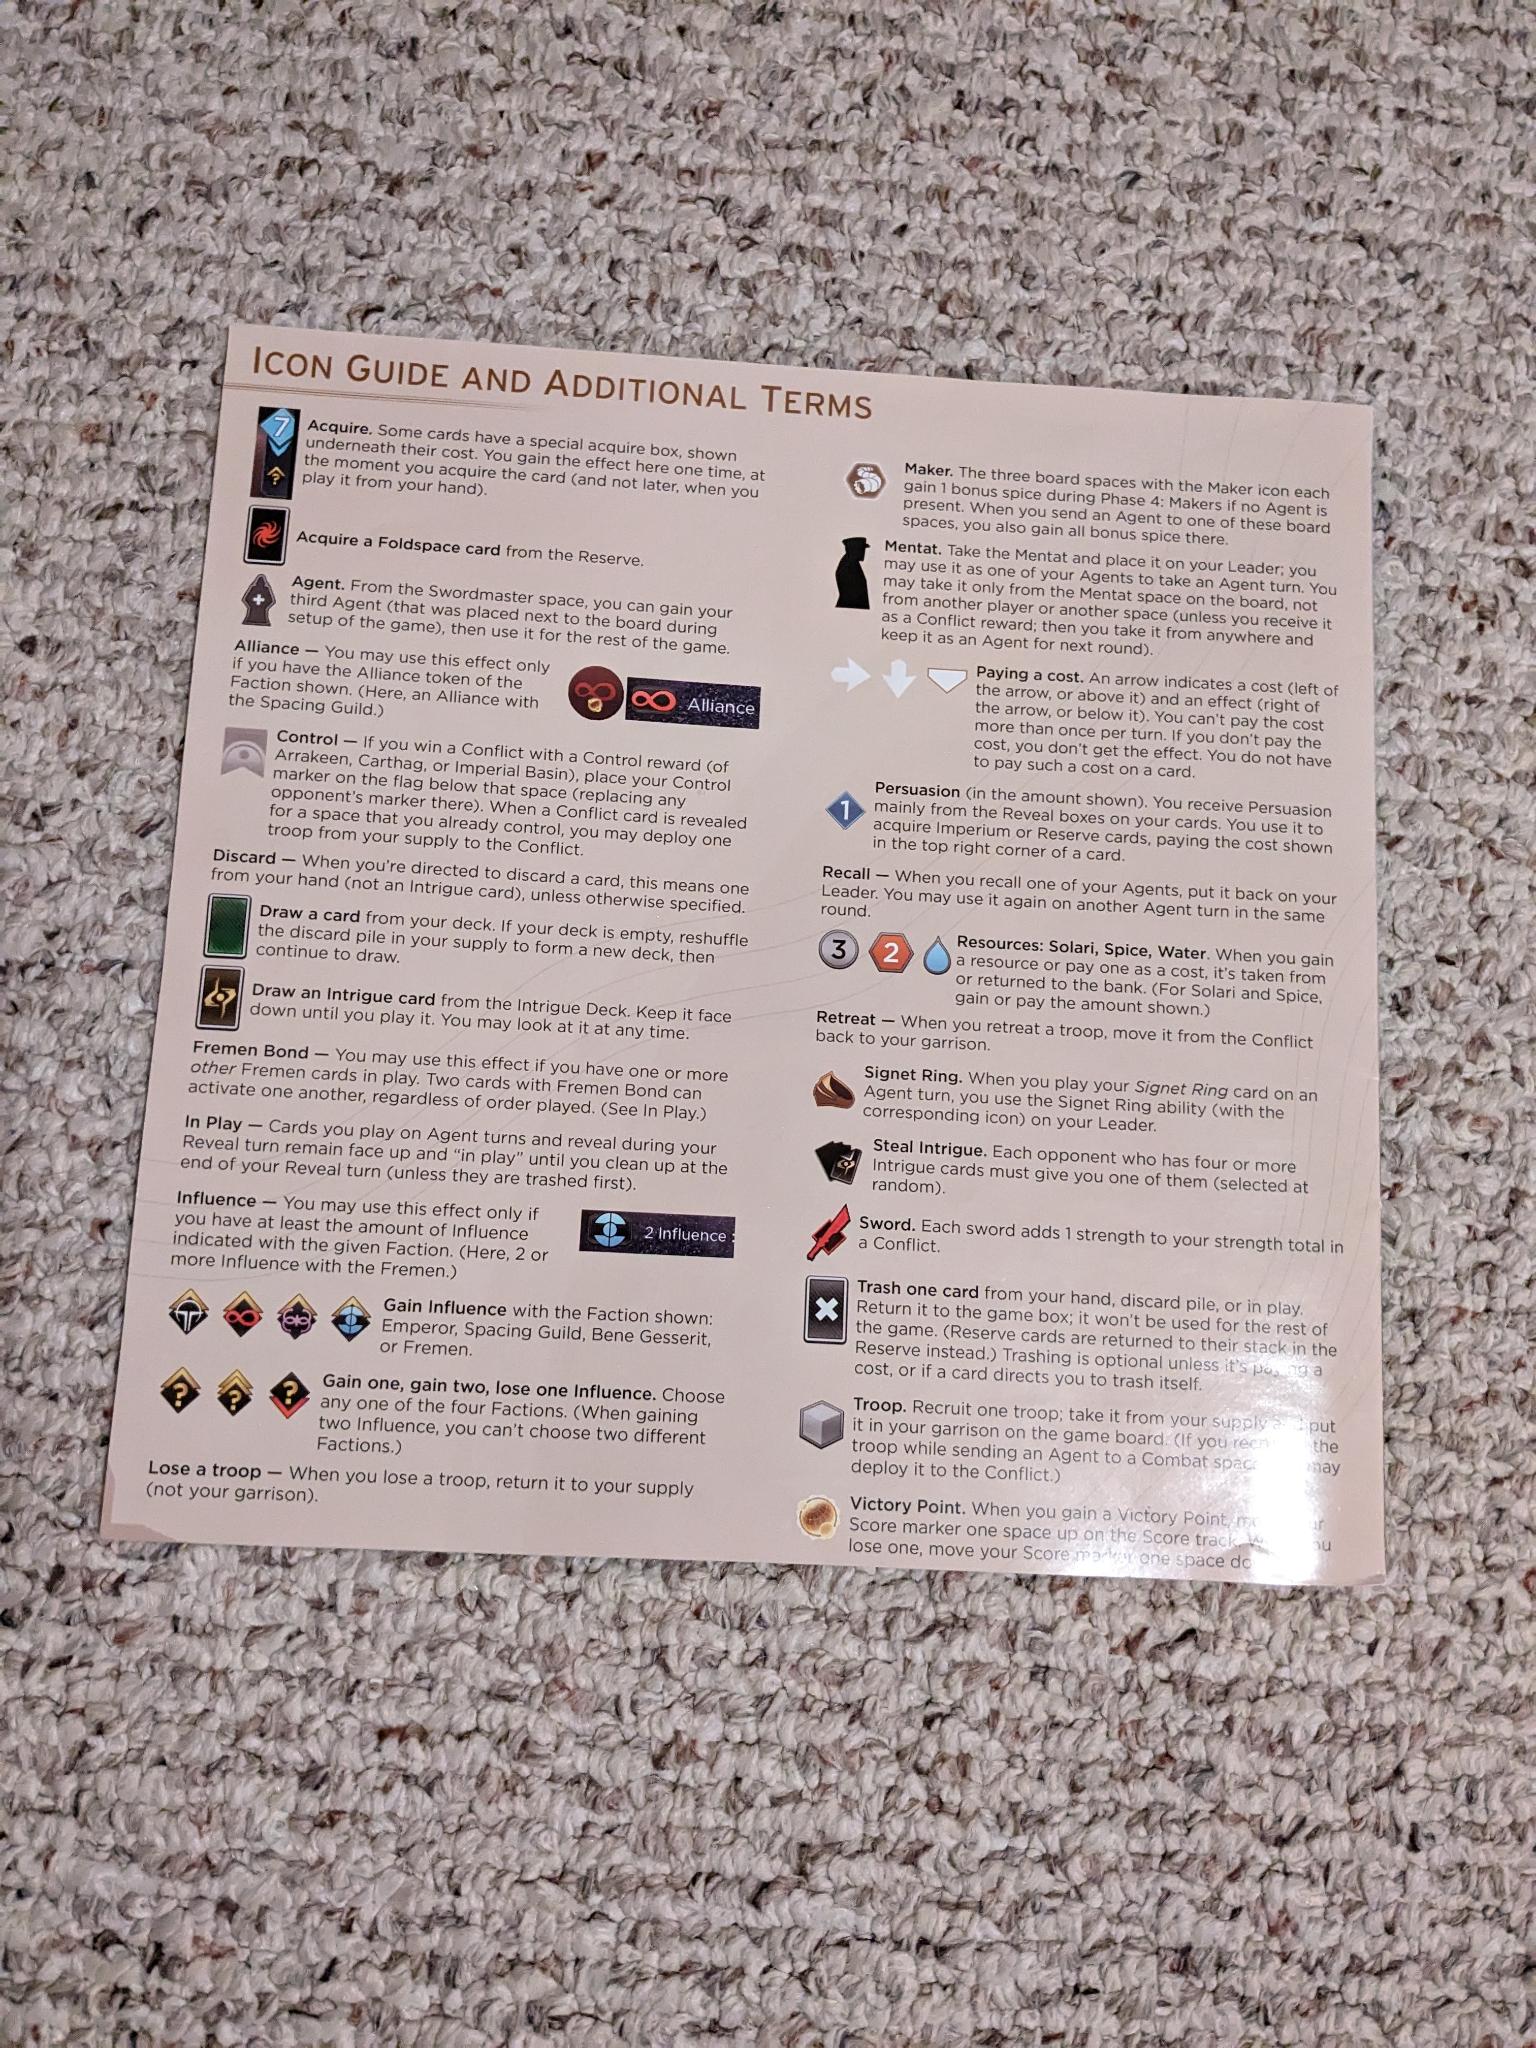 ICON GUIDE AND ADDITIONAL TERMS
7
Acquire. Some cards have a special acquire box, shown
underneath their cost. You gain the effect here one time, at
the moment you acquire the card (and not later, when you
play it from your hand).
?
Acquire a Foldspace card from the Reserve.
Agent. From the Swordmaster space, you can gain your
third Agent (that was placed next to the board during
setup of the game), then use it for the rest of the game.
Alliance — You may use this effect only
if you have the Alliance token of the
Faction shown. (Here, an Alliance with
the Spacing Guild.)
Alliance
Control — If you win a Conflict with a Control reward (of
Arrakeen, Carthag, or Imperial Basin), place your Control
marker on the flag below that space (replacing any
opponent's marker there). When a Conflict card is revealed
for a space that you already control, you may deploy one
troop from your supply to the Conflict.
Discard — When you're directed to discard a card, this means one
from your hand (not an Intrigue card), unless otherwise specified.
Draw a card from your deck. If your deck is empty, reshuffle
the discard pile in your supply to form a new deck, then
continue to draw.
Draw an Intrigue card from the Intrigue Deck. Keep it face
down until you play it. You may look at it at any time.
Fremen Bond — You may use this effect if you have one or more
other Fremen cards in play. Two cards with Fremen Bond can
activate one another, regardless of order played. (See In Play.)
In Play — Cards you play on Agent turns and reveal during your
Reveal turn remain face up and "in play" until you clean up at the
end of your Reveal turn (unless they are trashed first).
Influence — You may use this effect only if
you have at least the amount of Influence
indicated with the given Faction. (Here, 2 or
more Influence with the Fremen.)
2 Influence :
Gain Influence with the Faction shown:
Emperor, Spacing Guild, Bene Gesserit,
or Fremen.
? ? ?
Gain one, gain two, lose one Influence. Choose
any one of the four Factions. (When gaining
two Influence, you can't choose two different
Factions.)
Lose a troop — When you lose a troop, return it to your supply
(not your garrison).
Maker. The three board spaces with the Maker icon each
gain 1 bonus spice during Phase 4: Makers if no Agent is
present. When you send an Agent to one of these board
spaces, you also gain all bonus spice there.
Mentat. Take the Mentat and place it on your Leader; you
may use it as one of your Agents to take an Agent turn. You
may take it only from the Mentat space on the board, not
from another player or another space (unless you receive it
as a Conflict reward; then you take it from anywhere and
keep it as an Agent for next round).
Paying a cost. An arrow indicates a cost (left of
the arrow, or above it) and an effect (right of
the arrow, or below it). You can't pay the cost
more than once per turn. If you don't pay the
cost, you don't get the effect. You do not have
to pay such a cost on a card.
1
Persuasion (in the amount shown). You receive Persuasion
mainly from the Reveal boxes on your cards. You use it to
acquire Imperium or Reserve cards, paying the cost shown
in the top right corner of a card.
Recall — When you recall one of your Agents, put it back on your
Leader. You may use it again on another Agent turn in the same
round.
3 2
Resources: Solari, Spice, Water. When you gain
a resource or pay one as a cost, it's taken from
or returned to the bank. (For Solari and Spice,
gain or pay the amount shown.)
Retreat — When you retreat a troop, move it from the Conflict
back to your garrison.
Signet Ring. When you play your Signet Ring card on an
Agent turn, you use the Signet Ring ability (with the
corresponding icon) on your Leader.
Steal Intrigue. Each opponent who has four or more
Intrigue cards must give you one of them (selected at
random).
Sword. Each sword adds 1 strength to your strength total in
a Conflict.
Trash one card from your hand, discard pile, or in play.
Return it to the game box; it won't be used for the rest of
the game. (Reserve cards are returned to their stack in the
Reserve instead.) Trashing is optional unless it's a
cost, or if a card directs you to trash itself.
Troop. Recruit one troop; take it from your supply put
it in your garrison on the game board. (If you the
troop while sending an Agent to a Combat may
deploy it to the Conflict.)
Victory Point. When you gain a Victory Point,
Score marker one space up on the Score track.
lose one, move your Score marker one space